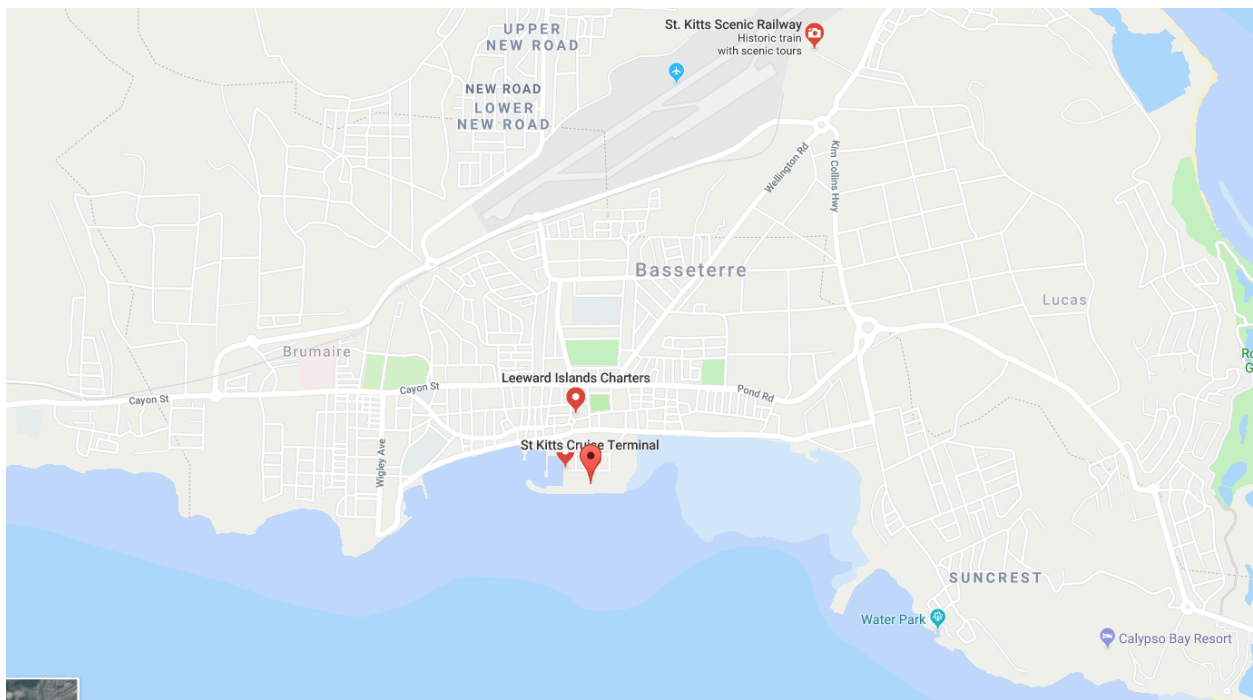 St. Kitts Scenic Railway
Historic train
with scenic tours
UPPER
NEW ROAD
NEW ROAD
LOWER
NEW ROAD
Wellington Rd
Kim Collins Hwy
Basseterre
Lucas
Brumaire
Ro
G
Leeward Islands Charters
Cayon St
Pond Rd
Cayon St
St Kitts Cruise Terminal
Wigley Ave
SUNCREST
Water Park
Calypso Bay Resort